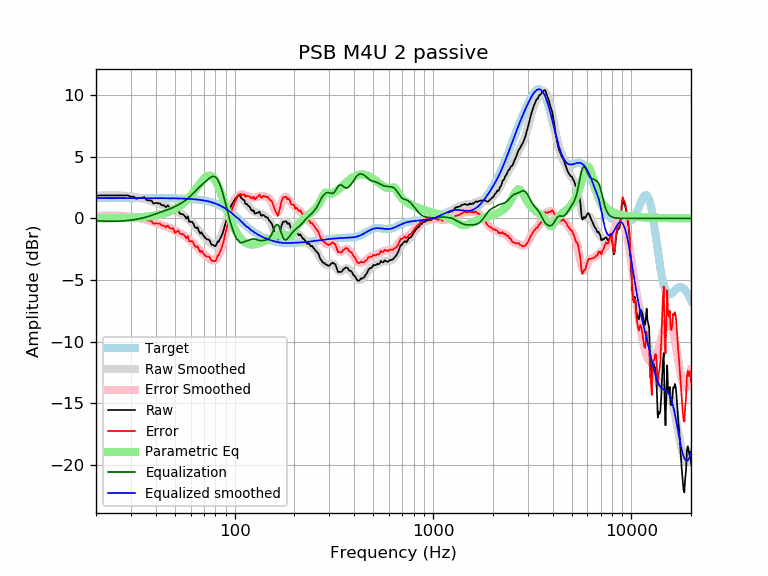 PSB M4U 2 passive
10
5
0
−5
−10
−15
−20
Amplitude (dBr)
Target
Raw Smoothed
Error Smoothed
Raw
Error
Parametric Eq
Equalization
Equalized smoothed
100
1000
10000
Frequency (Hz)